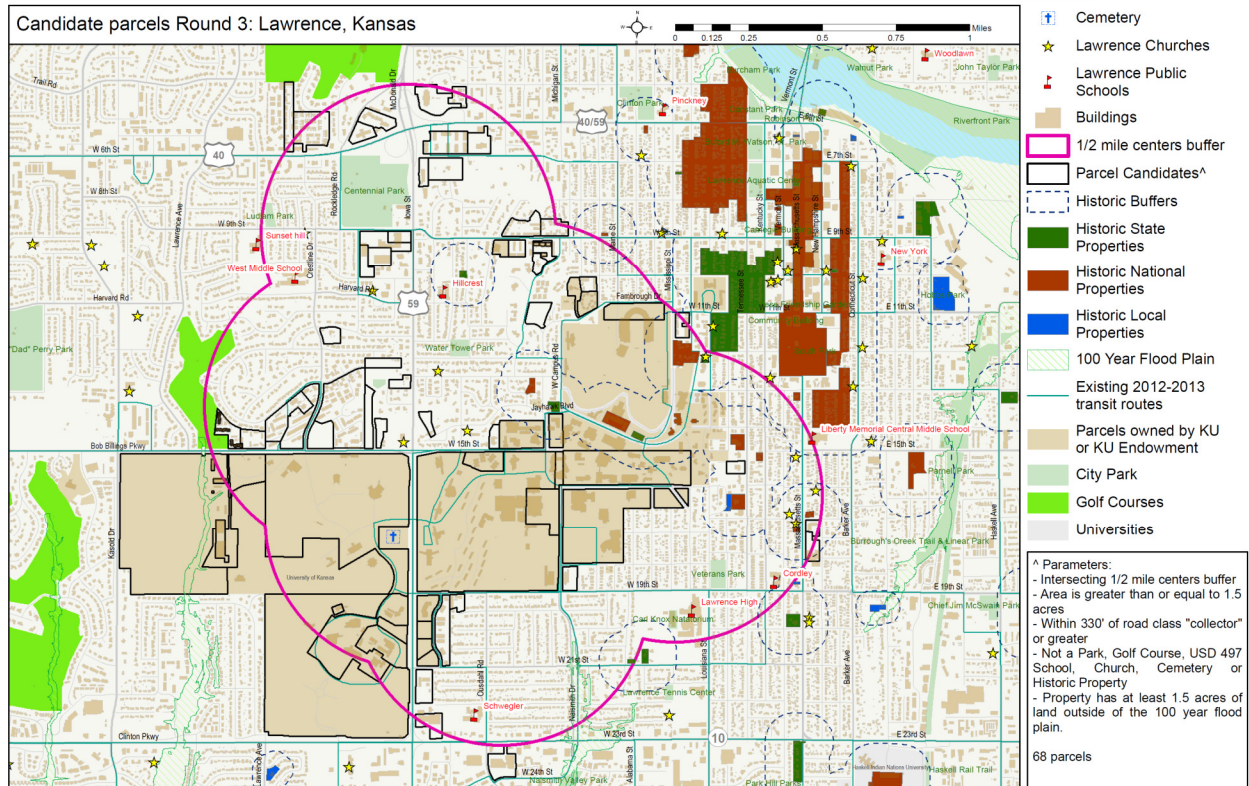 Candidate parcels Round 3: Lawrence, Kansas
0 0.125 0.25 0.5 0.75 1
Miles
Trail Rd
McDonald Dr
Michigan St
Clinton Park
Pinckney
Vermont St
Walnut Park
Woodlawn
John Taylor Park
Constant Park
Robinson Park
E 6th St
Riverfront Park
40/59
40
W 6th St
E 7th St
W 8th St
Lawrence Ave
Rockledge Rd
Centennial Park
Iowa St
Kentucky St
Vermont St
Massachusetts St
New Hampshire St
Ludlam Park
W 9th St
E 9th St
Sunset hill
Crestline Dr
Maine St
Mississippi St
New York
West Middle School
Hillcrest
Tennessee St
Connecticut St
Harvard Rd
Harvard Rd
59
Fambrough Dr
W 11th St
W 11th St
E 11th St
"Dad" Perry Park
Water Tower Park
W Campus Rd
Jayhawk Blvd
Bob Billings Pkwy
W 15th St
Liberty Memorial Central Middle School
E 15th St
Parnell Park
Kasold Dr
Massachusetts St
Barker Ave
Haskell Ave
Burrough's Creek Trail & Linear Park
University of Kansas
Veterans Park
Cordley
W 19th St
E 19th St
Lawrence High
Carl Knox Natatorium
Chief Jim McSwain Park
W 21st St
Ousdahl Rd
Naismith Dr
Louisiana St
Barker Ave
Lawrence Tennis Center
Schwegler
Clinton Pkwy
W 23rd St
10
E 23rd St
Lawrence Ave
W 24th St
Naismith Valley Park
Alabama St
Park Hill Park
Haskell Indian Nations University
Haskell Rail Trail
Cemetery
Lawrence Churches
Lawrence Public
Schools
Buildings
1/2 mile centers buffer
Parcel Candidates^
Historic Buffers
Historic State
Properties
Historic National
Properties
Historic Local
Properties
100 Year Flood Plain
Existing 2012-2013
transit routes
Parcels owned by KU
or KU Endowment
City Park
Golf Courses
Universities
^ Parameters:
- Intersecting 1/2 mile centers buffer
- Area is greater than or equal to 1.5
acres
- Within 330' of road class "collector"
or greater
- Not a Park, Golf Course, USD 497
School, Church, Cemetery or
Historic Property
- Property has at least 1.5 acres of
land outside of the 100 year flood
plain.
68 parcels